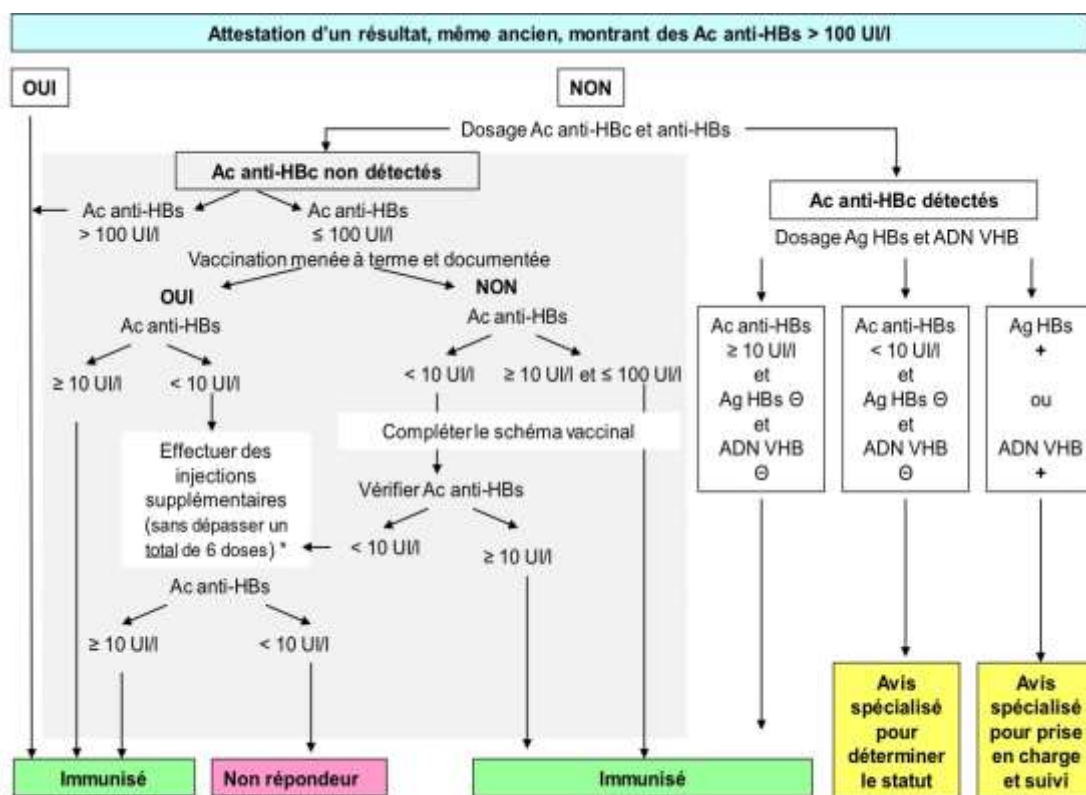 Attestation d'un résultat, même ancien, montrant des Ac anti-HBs > 100 UI/l
OUI
NON
Dosage Ac anti-HBc et anti-HBs
Ac anti-HBc non détectés
Ac anti-HBs
> 100 UI/l
Ac anti-HBs
≤ 100 UI/l
Vaccination menée à terme et documentée
OUI
Ac anti-HBs
≥ 10 UI/l
< 10 UI/l
Effectuer des
injections
supplémentaires
(sans dépasser un
total de 6 doses) *
Ac anti-HBs
≥ 10 UI/l
< 10 UI/l
NON
Ac anti-HBs
< 10 UI/l
≥ 10 UI/l et ≤ 100 UI/l
Compléter le schéma vaccinal
Vérifier Ac anti-HBs
< 10 UI/l
≥ 10 UI/l
Ac anti-HBc détectés
Dosage Ag HBs et ADN VHB
Ac anti-HBs
≥ 10 UI/l
et
Ag HBs Θ
et
ADN VHB
Θ
Ac anti-HBs
< 10 UI/l
et
Ag HBs Θ
et
ADN VHB
Θ
Ag HBs
+
ou
ADN VHB
+
Immunisé
Non répondeur
Immunisé
Avis
spécialisé
pour
déterminer
le statut
Avis
spécialisé
pour prise
en charge
et suivi